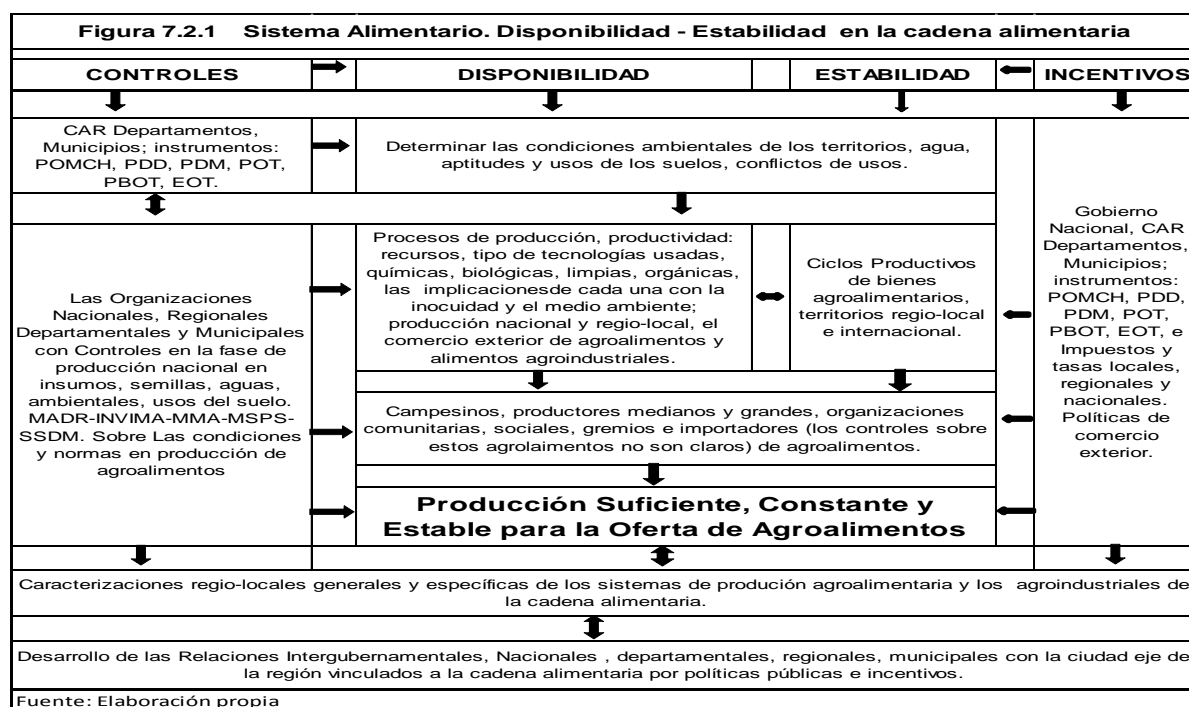 Figura 7.2.1 Sistema Alimentario. Disponibilidad - Estabilidad en la cadena alimentaria
CONTROLES
DISPONIBILIDAD
ESTABILIDAD
INCENTIVOS
CAR Departamentos,
Municipios; instrumentos:
POMCH, PDD, PDM, POT,
PBOT, EOT.
Determinar las condiciones ambientales de los territorios, agua,
aptitudes y usos de los suelos, conflictos de usos.
Las Organizaciones
Nacionales, Regionales
Departamentales y Municipales
con Controles en la fase de
producción nacional en
insumos, semillas, aguas,
ambientales, usos del suelo.
MADR-INVIMA-MMA-MSPS-
SSDM. Sobre Las condiciones
y normas en producción de
agroalimentos
Procesos de producción, productividad:
recursos, tipo de tecnologías usadas,
químicas, biológicas, limpias, orgánicas,
las implicacionesde cada una con la
inocuidad y el medio ambiente;
producción nacional y regio-local, el
comercio exterior de agroalimentos y
alimentos agroindustriales.
Ciclos Productivos
de bienes
agroalimentarios,
territorios regio-local
e internacional.
Gobierno
Nacional, CAR
Departamentos,
Municipios;
instrumentos:
POMCH, PDD,
PDM, POT,
PBOT, EOT, e
Impuestos y
tasas locales,
regionales y
nacionales.
Políticas de
comercio
exterior.
Campesinos, productores medianos y grandes, organizaciones
comunitarias, sociales, gremios e importadores (los controles sobre
estos agrolaimentos no son claros) de agroalimentos.
Producción Suficiente, Constante y
Estable para la Oferta de Agroalimentos
Caracterizaciones regio-locales generales y específicas de los sistemas de produción agroalimentaria y los agroindustriales de
la cadena alimentaria.
Desarrollo de las Relaciones Intergubernamentales, Nacionales , departamentales, regionales, municipales con la ciudad eje de
la región vinculados a la cadena alimentaria por políticas públicas e incentivos.
Fuente: Elaboración propia